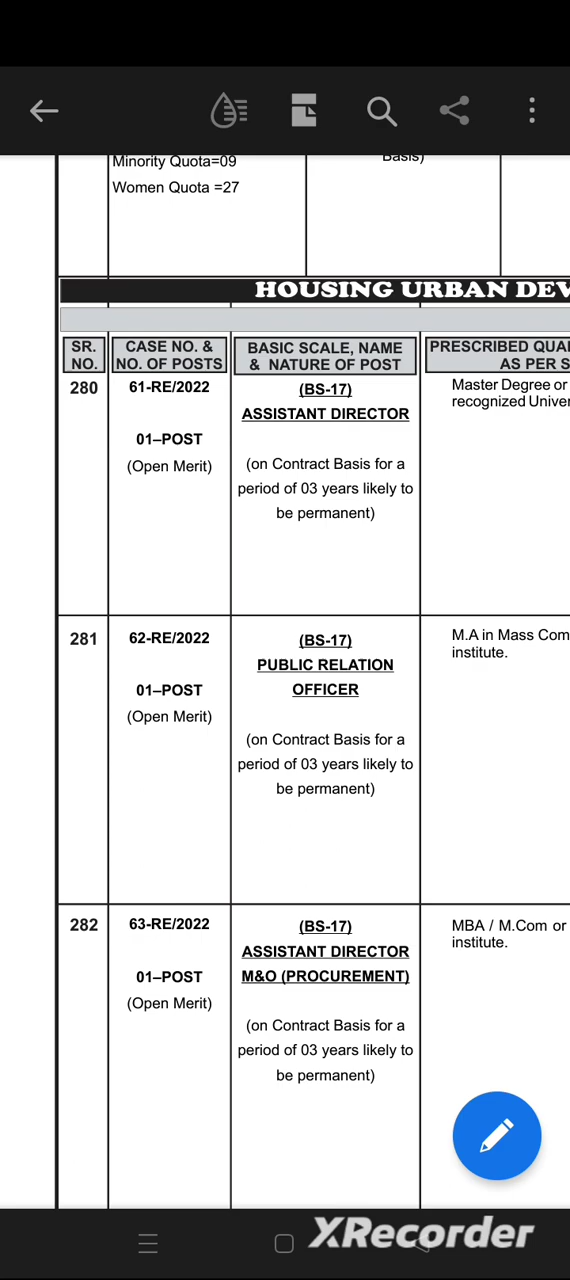 Minority Quota=09
Basis)
Women Quota =27
HOUSING URBAN DEV
SR. NO.
CASE NO. & NO. OF POSTS
BASIC SCALE, NAME & NATURE OF POST
PRESCRIBED QUA
AS PER S
280
61-RE/2022
01–POST
(Open Merit)
(BS-17)
ASSISTANT DIRECTOR
(on Contract Basis for a
period of 03 years likely to
be permanent)
Master Degree or
recognized Univer
281
62-RE/2022
01–POST
(Open Merit)
(BS-17)
PUBLIC RELATION
OFFICER
(on Contract Basis for a
period of 03 years likely to
be permanent)
M.A in Mass Com
institute.
282
63-RE/2022
01–POST
(Open Merit)
(BS-17)
ASSISTANT DIRECTOR
M&O (PROCUREMENT)
(on Contract Basis for a
period of 03 years likely to
be permanent)
MBA / M.Com or
institute.
XRecorder